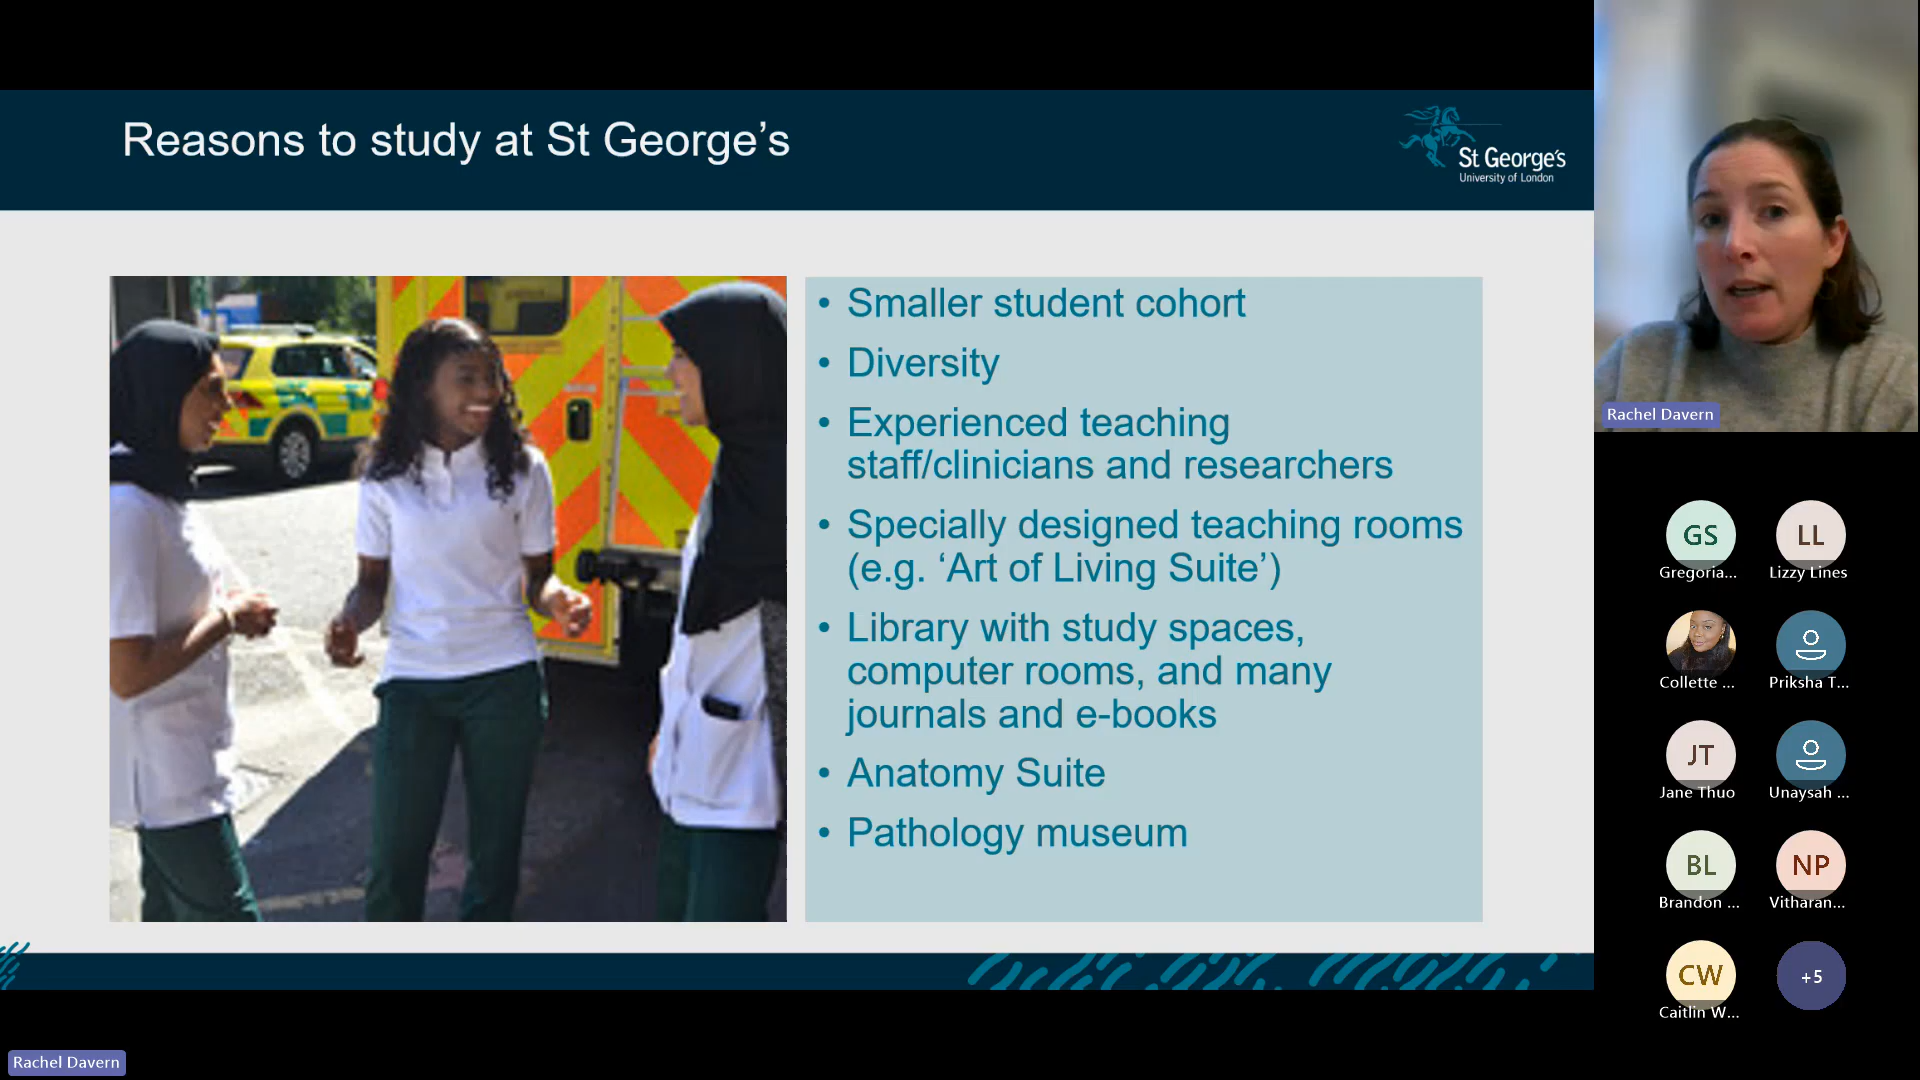 Reasons to study at St George’s
St George's
University of London
• Smaller student cohort
• Diversity
• Experienced teaching
staff/clinicians and researchers
• Specially designed teaching rooms
(e.g. ‘Art of Living Suite’)
• Library with study spaces,
computer rooms, and many
journals and e-books
• Anatomy Suite
• Pathology museum
Rachel Davern
GS
Gregoria...
LL
Lizzy Lines
Collette ...
Priksha T...
JT
Jane Thuo
Unaysah ...
BL
Brandon ...
NP
Vitharan...
CW
Caitlin W...
+5
Rachel Davern